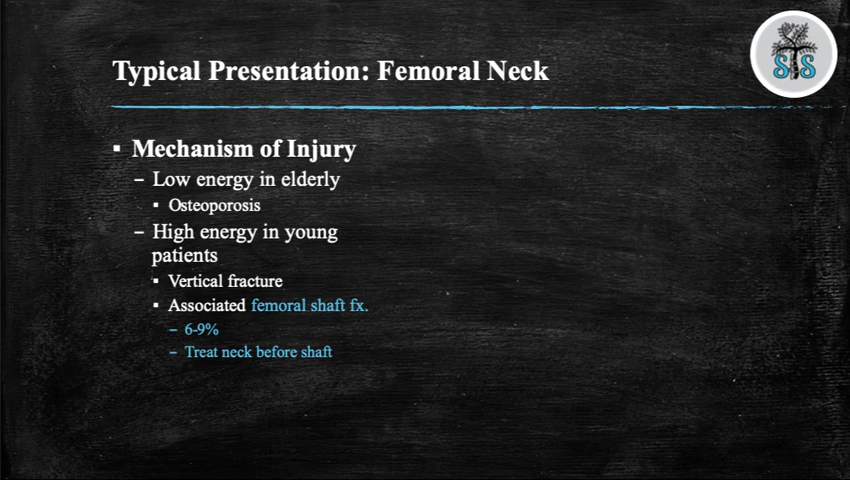 Typical Presentation: Femoral Neck
STS
▪ Mechanism of Injury
– Low energy in elderly
▪ Osteoporosis
– High energy in young
patients
▪ Vertical fracture
▪ Associated femoral shaft fx.
– 6-9%
– Treat neck before shaft